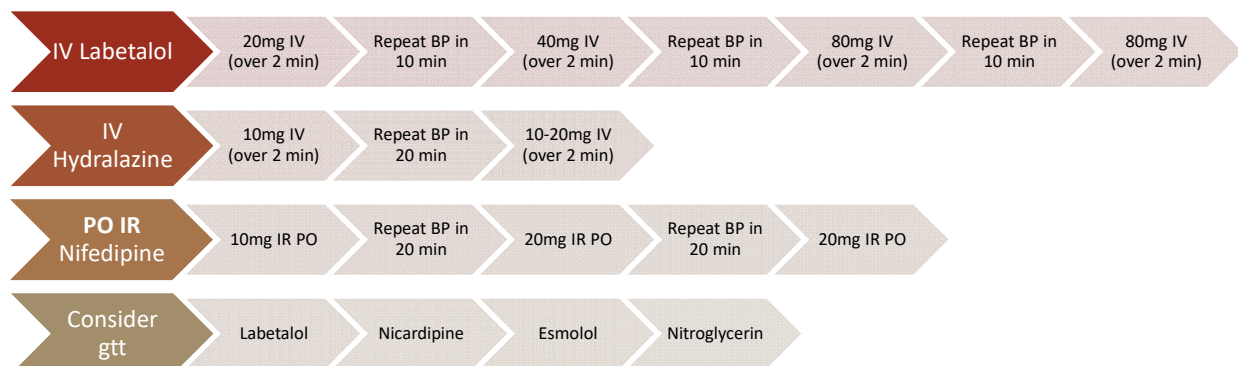 IV Labetalol
20mg IV
(over 2 min)
Repeat BP in
10 min
40mg IV
(over 2 min)
Repeat BP in
10 min
80mg IV
(over 2 min)
Repeat BP in
10 min
80mg IV
(over 2 min)
IV
Hydralazine
10mg IV
(over 2 min)
Repeat BP in
20 min
10-20mg IV
(over 2 min)
PO IR
Nifedipine
10mg IR PO
Repeat BP in
20 min
20mg IR PO
Repeat BP in
20 min
20mg IR PO
Consider
gtt
Labetalol
Nicardipine
Esmolol
Nitroglycerin